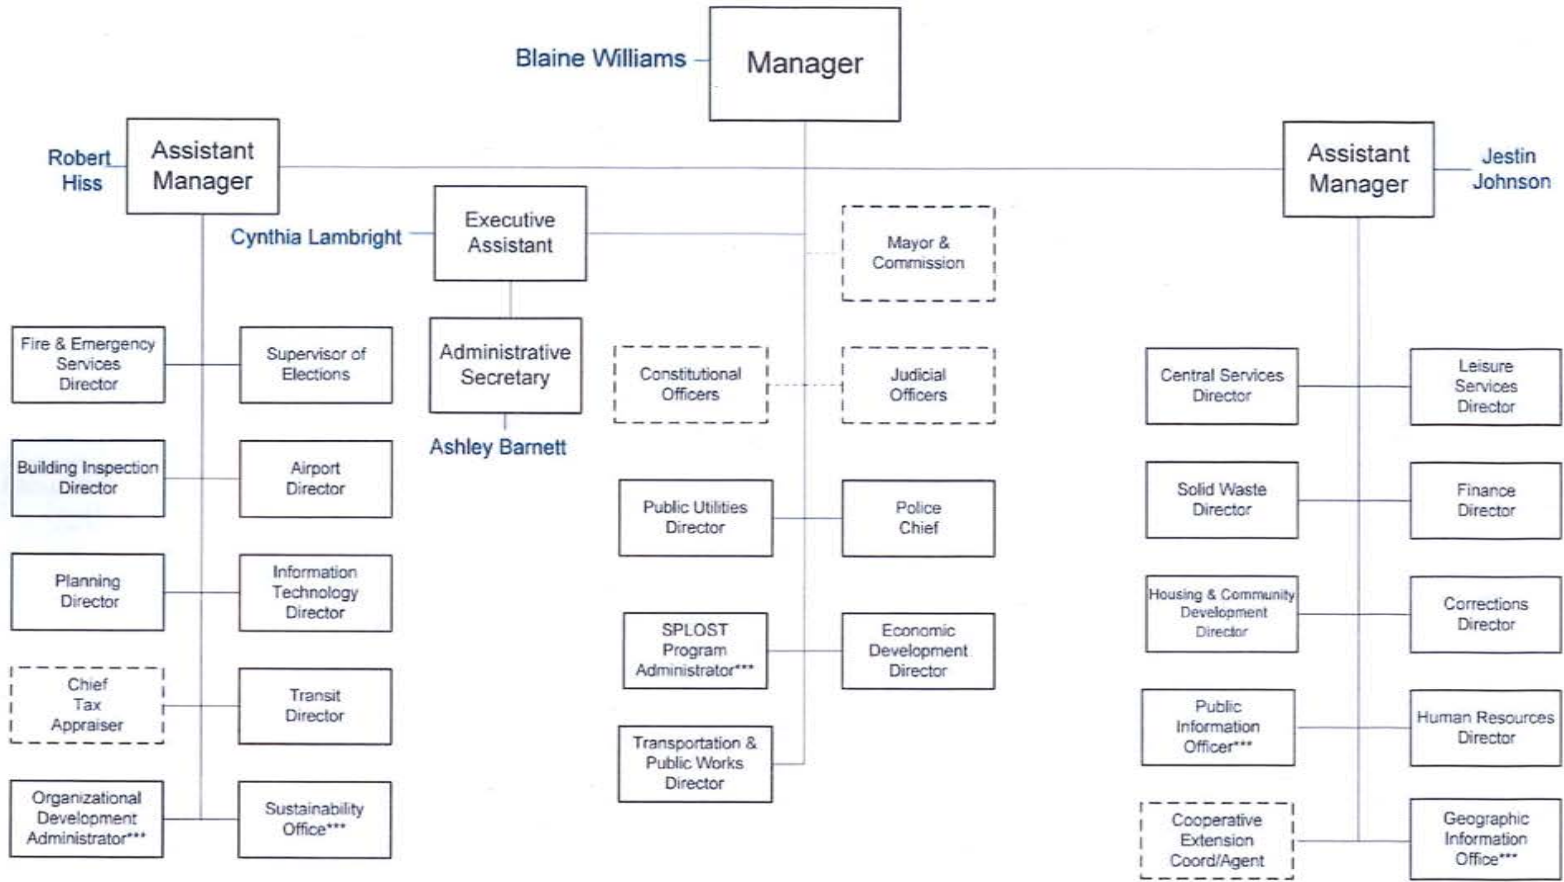 Blaine Williams
Manager
Robert
Hiss
Assistant
Manager
Assistant
Manager
Jestin
Johnson
Cynthia Lambright
Executive
Assistant
Mayor &
Commission
Administrative
Secretary
Ashley Barnett
Fire & Emergency
Services
Director
Supervisor of
Elections
Building Inspection
Director
Airport
Director
Planning
Director
Information
Technology
Director
Chief
Tax
Appraiser
Transit
Director
Organizational
Development
Administrator***
Sustainability
Office***
Constitutional
Officers
Judicial
Officers
Public Utilities
Director
Police
Chief
SPLOST
Program
Administrator***
Economic
Development
Director
Transportation &
Public Works
Director
Central Services
Director
Leisure
Services
Director
Solid Waste
Director
Finance
Director
Housing & Community
Development
Director
Corrections
Director
Public
Information
Officer***
Human Resources
Director
Cooperative
Extension
Coord/Agent
Geographic
Information
Office***